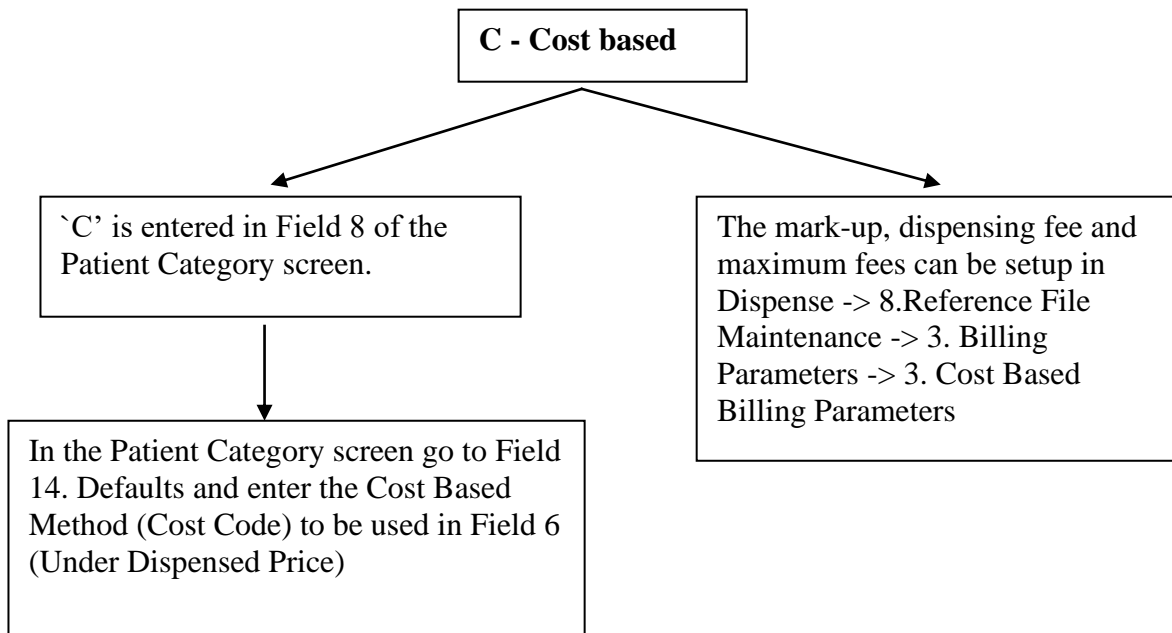 C - Cost based
`C’ is entered in Field 8 of the
Patient Category screen.
The mark-up, dispensing fee and
maximum fees can be setup in
Dispense -> 8.Reference File
Maintenance -> 3. Billing
Parameters -> 3. Cost Based
Billing Parameters
In the Patient Category screen go to Field
14. Defaults and enter the Cost Based
Method (Cost Code) to be used in Field 6
(Under Dispensed Price)